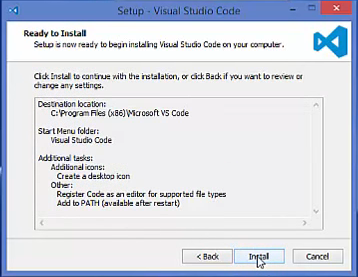 Setup - Visual Studio Code
Ready to Install
Setup is now ready to begin installing Visual Studio Code on your computer.
Click Install to continue with the installation, or click Back if you want to review or
change any settings.
Destination location:
C:\Program Files (x86)\Microsoft VS Code
Start Menu folder:
Visual Studio Code
Additional tasks:
Additional icons:
Create a desktop icon
Other:
Register Code as an editor for supported file types
Add to PATH (available after restart)
< Back
Install
Cancel